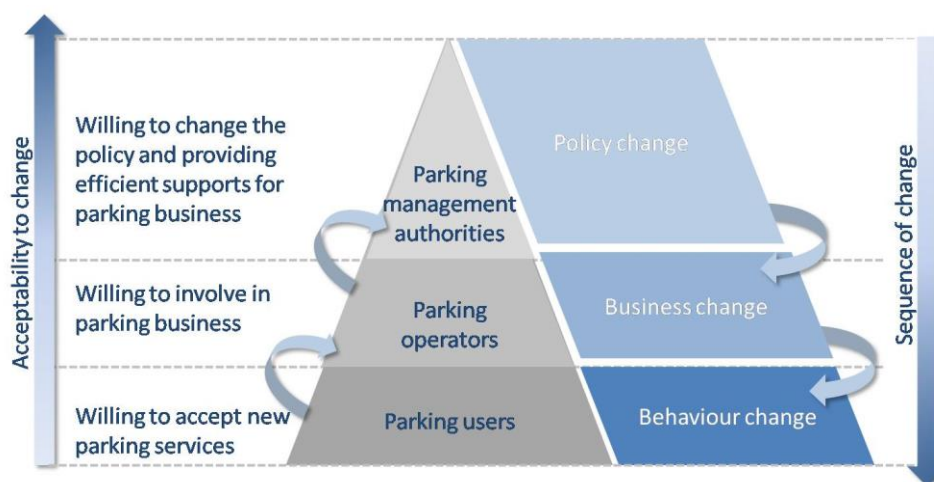 Acceptability to change
Willing to change the
policy and providing
efficient supports for
parking business
Willing to involve in
parking business
Willing to accept new
parking services
Parking
management
authorities
Parking
operators
Parking users
Policy change
Business change
Behaviour change
Sequence of change